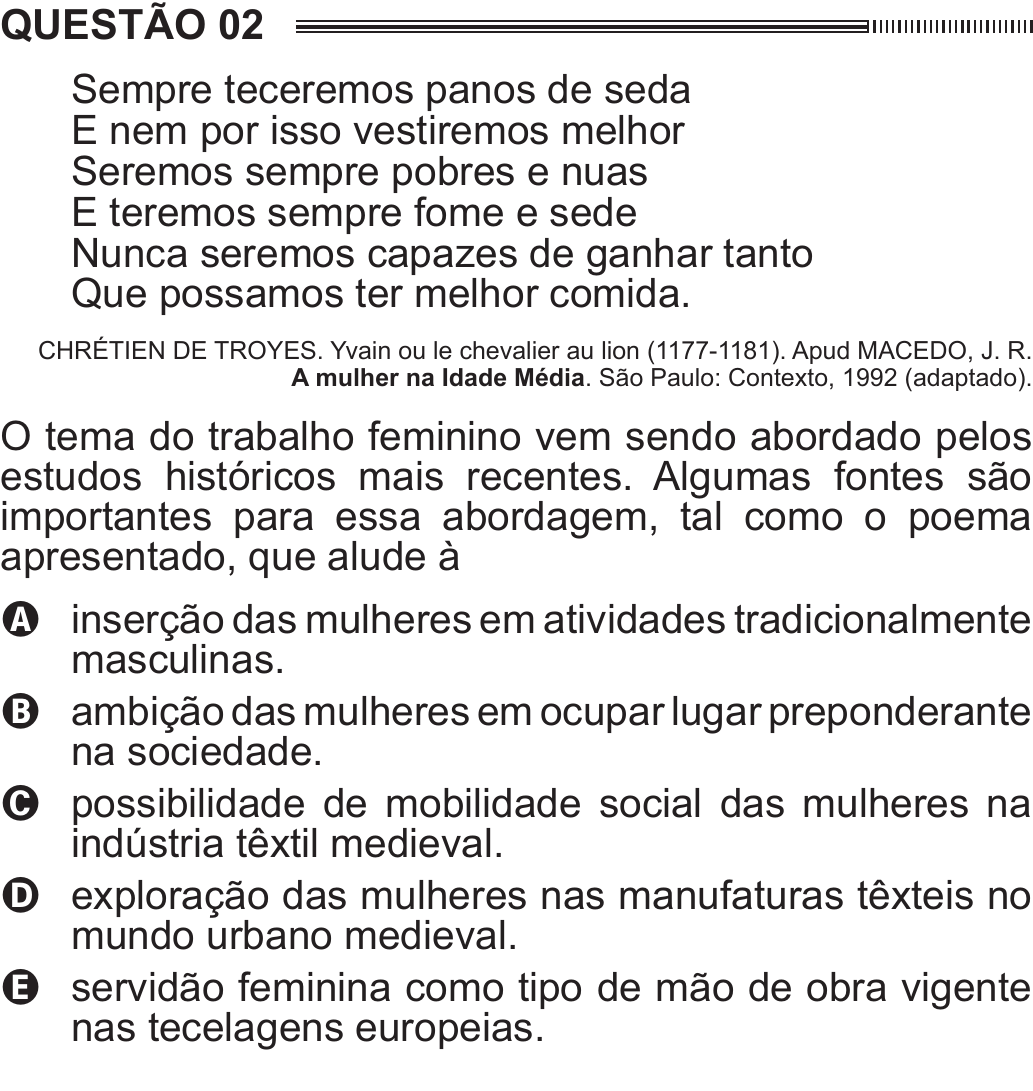 QUESTÃO 02
Sempre teceremos panos de seda
E nem por isso vestiremos melhor
Seremos sempre pobres e nuas
E teremos sempre fome e sede
Nunca seremos capazes de ganhar tanto
Que possamos ter melhor comida.
CHRÉTIEN DE TROYES. Yvain ou le chevalier au lion (1177-1181). Apud MACEDO, J. R.
A mulher na Idade Média. São Paulo: Contexto, 1992 (adaptado).
O tema do trabalho feminino vem sendo abordado pelos
estudos históricos mais recentes. Algumas fontes são
importantes para essa abordagem, tal como o poema
apresentado, que alude à
A inserção das mulheres em atividades tradicionalmente
masculinas.
B ambição das mulheres em ocupar lugar preponderante
na sociedade.
C possibilidade de mobilidade social das mulheres na
indústria têxtil medieval.
D exploração das mulheres nas manufaturas têxteis no
mundo urbano medieval.
E servidão feminina como tipo de mão de obra vigente
nas tecelagens europeias.